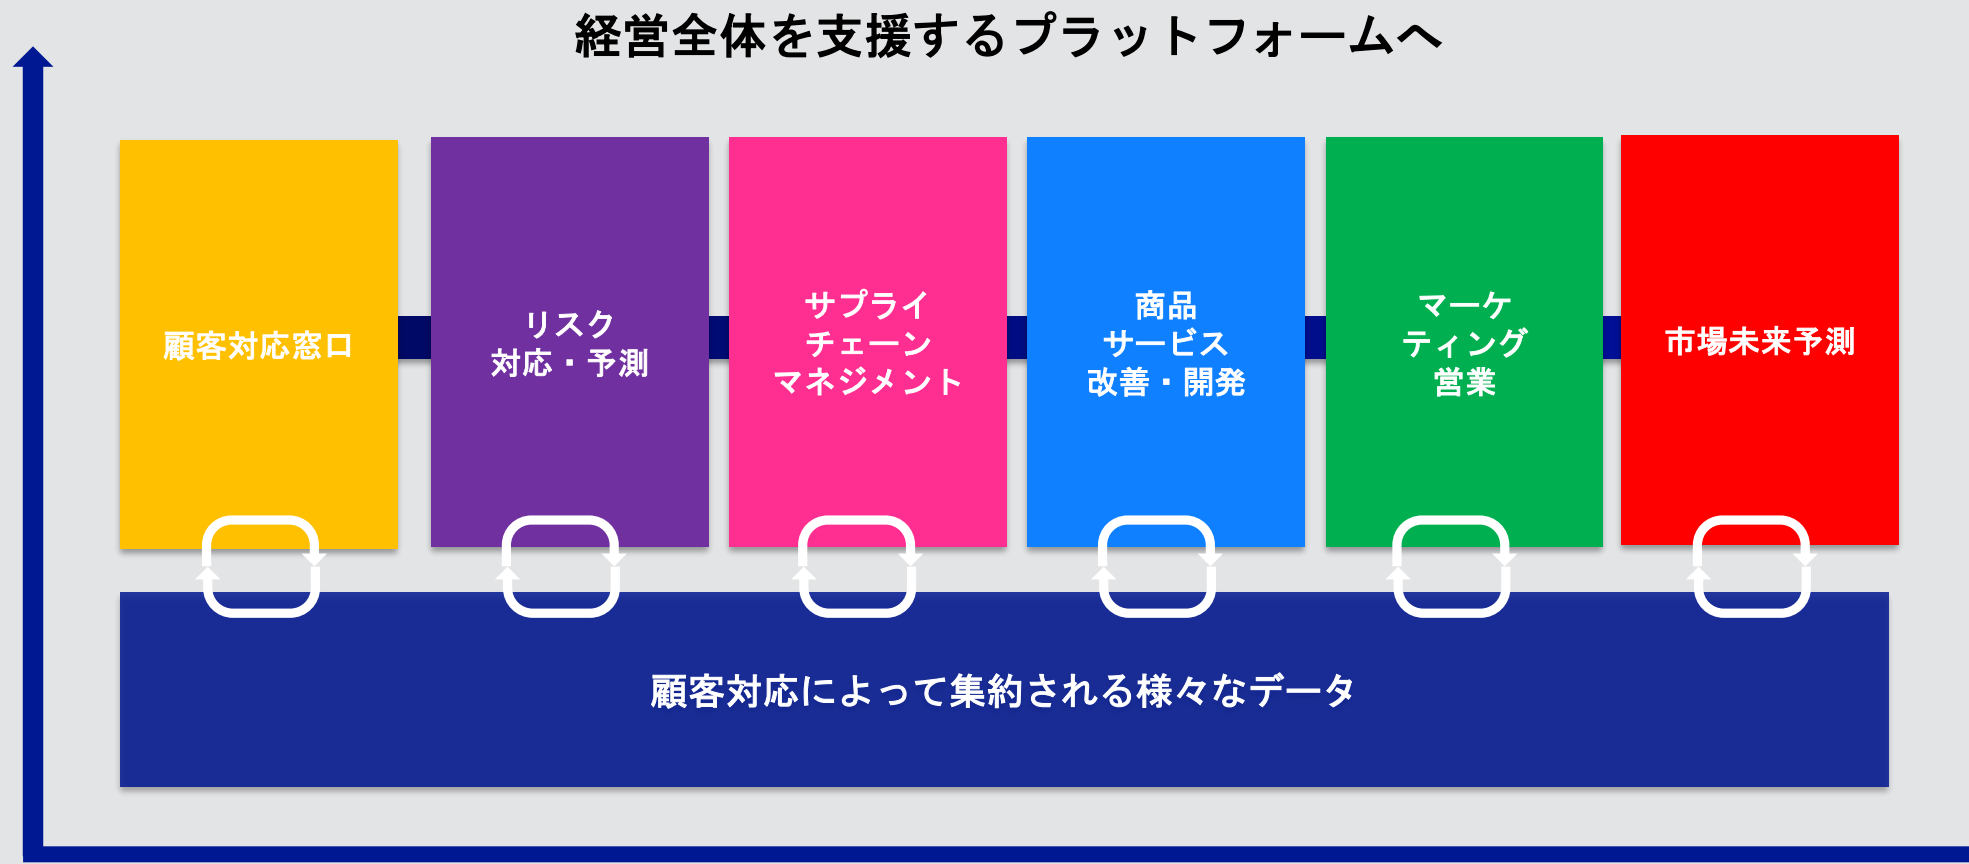 経営全体を支援するプラットフォームへ
顧客対応窓口
リスク
対応・予測
サプライ
チェーン
マネジメント
商品
サービス
改善・開発
マーケ
ティング
営業
市場未来予測
顧客対応によって集約される様々なデータ